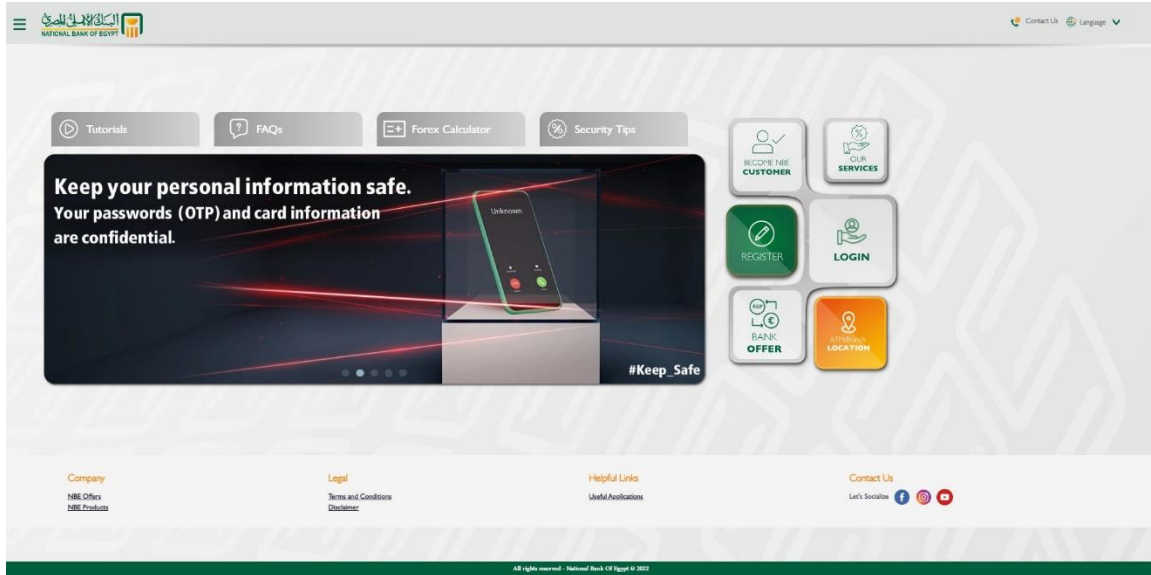 البنك الأهلي المصري
NATIONAL BANK OF EGYPT
Contact Us
Language
Tutorials
FAQs
Forex Calculator
Security Tips
Keep your personal information safe.
Your passwords (OTP) and card information
are confidential.
Unknown
#Keep_Safe
BECOME NBE
CUSTOMER
OUR
SERVICES
REGISTER
LOGIN
EGP
€
BANK
OFFER
ATM/Branch
LOCATION
Company
NBE Offers
NBE Products
Legal
Terms and Conditions
Disclaimer
Helpful Links
Useful Applications
Contact Us
Let's Socialize
All rights reserved - National Bank Of Egypt © 2022